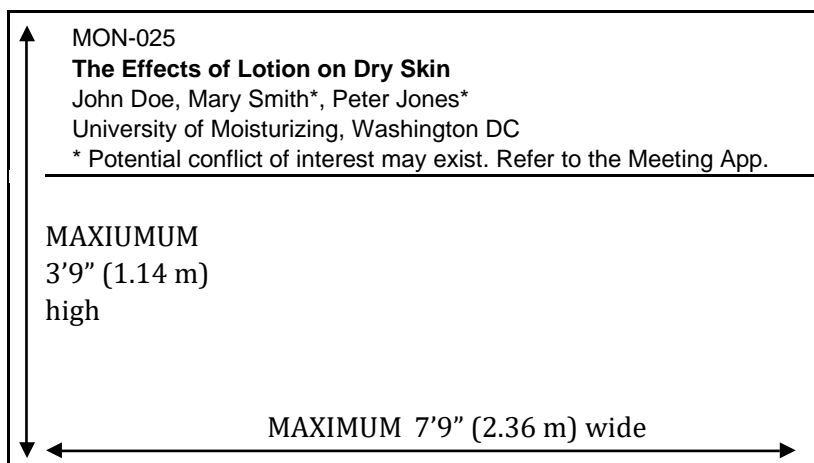 MON-025
The Effects of Lotion on Dry Skin
John Doe, Mary Smith*, Peter Jones*
University of Moisturizing, Washington DC
* Potential conflict of interest may exist. Refer to the Meeting App.
MAXIUMUM
3’9” (1.14 m)
high
MAXIMUM 7’9” (2.36 m) wide